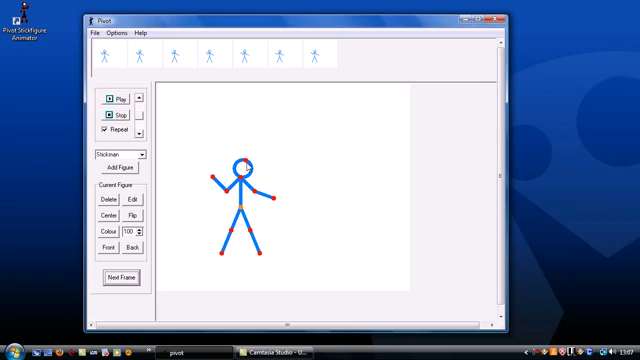 Pivot Stickfigure
Animator
Pivot
File Options Help
Play
Stop
Repeat
Stickman
Add Figure
Current Figure
Delete Edit
Center Flip
Colour 100
Front Back
Next Frame
pivot
Camtasia Studio - U...
13:07